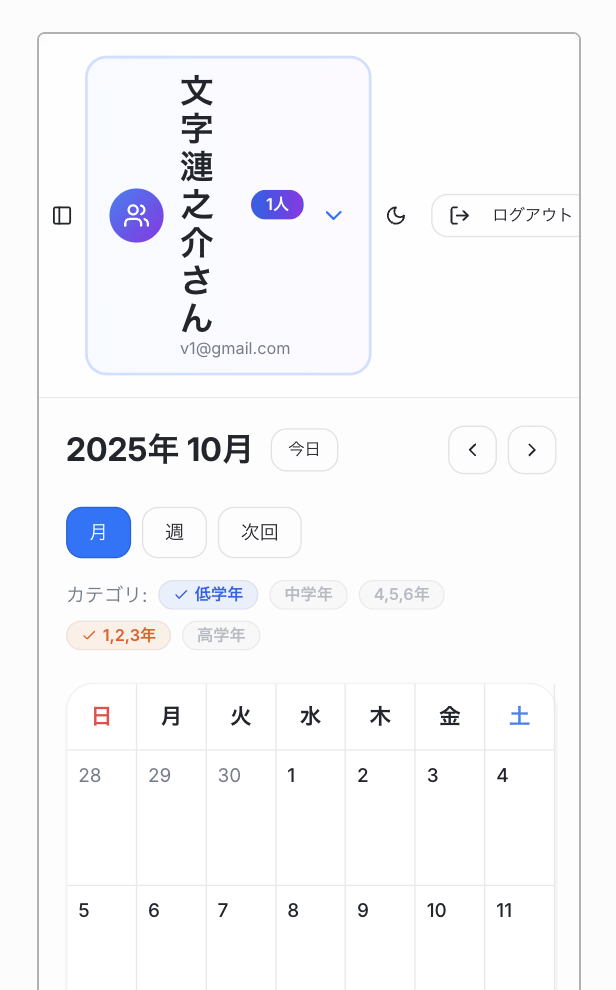 文字漣之介さん
1人
v1@gmail.com
ログアウト
2025年 10月
今日
月
週
次回
カテゴリ:
低学年
中学年
4,5,6年
1,2,3年
高学年
日 月 火 水 木 金 土
28 29 30 1 2 3 4
5 6 7 8 9 10 11